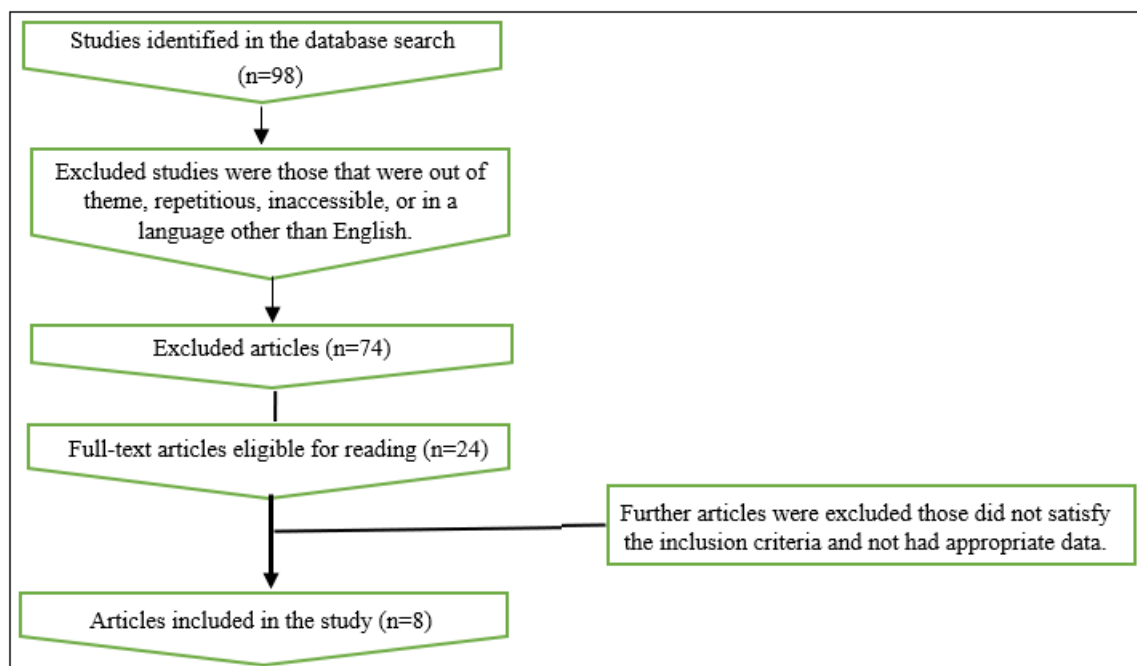 Studies identified in the database search
(n=98)
Excluded studies were those that were out of
theme, repetitious, inaccessible, or in a
language other than English.
Excluded articles (n=74)
Full-text articles eligible for reading (n=24)
Further articles were excluded those did not satisfy
the inclusion criteria and not had appropriate data.
Articles included in the study (n=8)